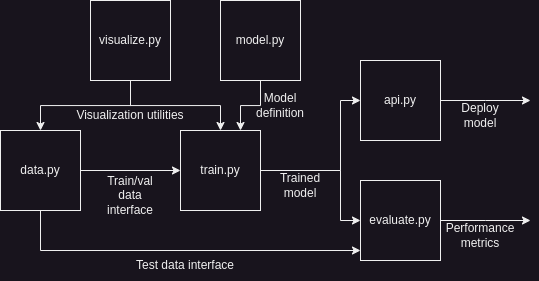 visualize.py
model.py
Visualization utilities
Model
definition
api.py
Deploy
model
data.py
Train/val
data
interface
train.py
Trained
model
evaluate.py
Performance
metrics
Test data interface